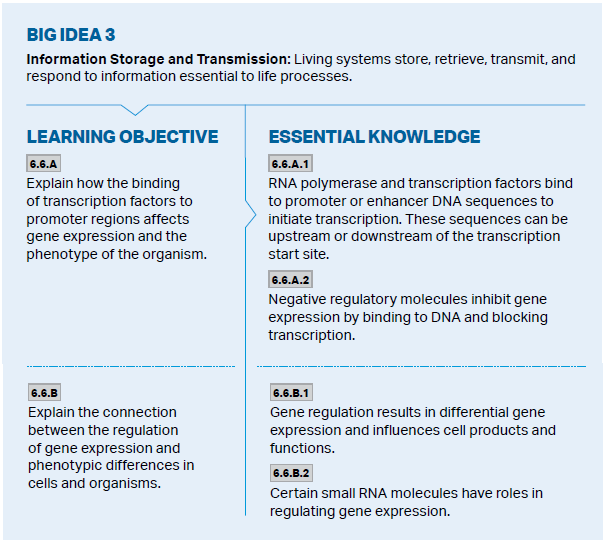 BIG IDEA 3
Information Storage and Transmission: Living systems store, retrieve, transmit, and
respond to information essential to life processes.
LEARNING OBJECTIVE
6.6.A
Explain how the binding
of transcription factors to
promoter regions affects
gene expression and the
phenotype of the organism.
ESSENTIAL KNOWLEDGE
6.6.A.1
RNA polymerase and transcription factors bind
to promoter or enhancer DNA sequences to
initiate transcription. These sequences can be
upstream or downstream of the transcription
start site.
6.6.A.2
Negative regulatory molecules inhibit gene
expression by binding to DNA and blocking
transcription.
6.6.B
Explain the connection
between the regulation
of gene expression and
phenotypic differences in
cells and organisms.
6.6.B.1
Gene regulation results in differential gene
expression and influences cell products and
functions.
6.6.B.2
Certain small RNA molecules have roles in
regulating gene expression.